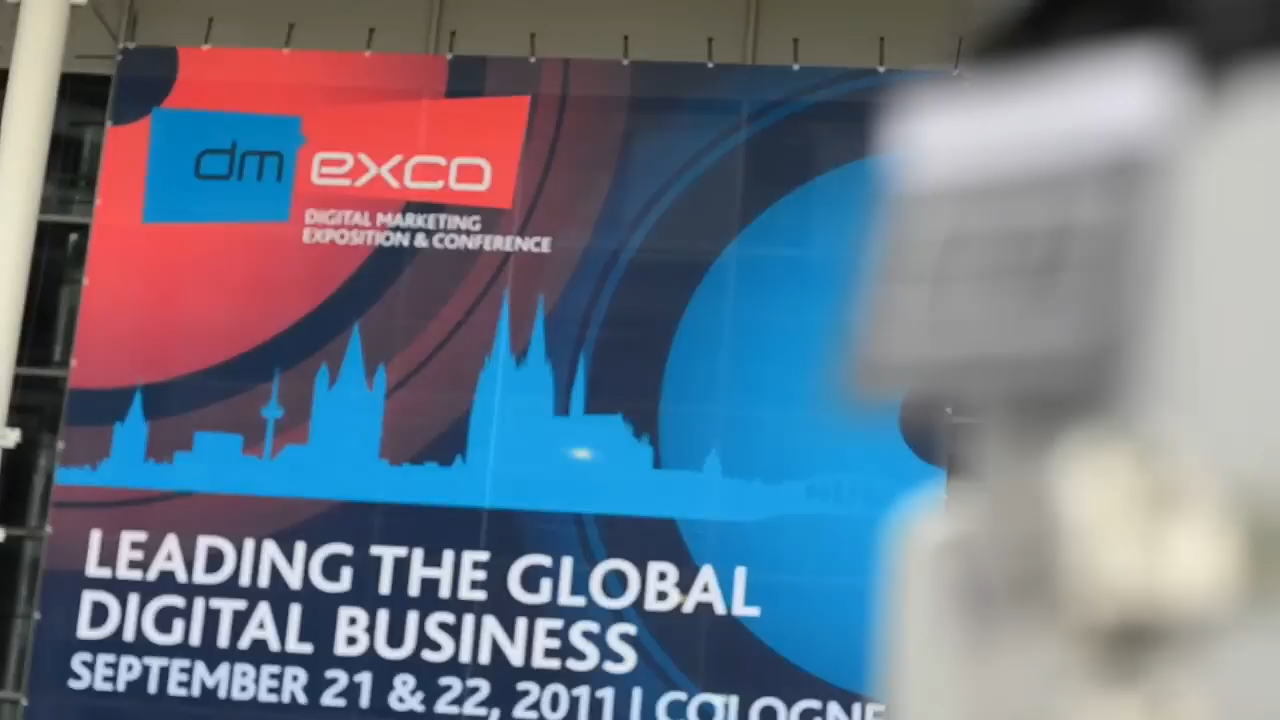 dm exco
DIGITAL MARKETING
EXPOSITION & CONFERENCE
LEADING THE GLOBAL
DIGITAL BUSINESS
SEPTEMBER 21 & 22, 2011 | COLOGNE